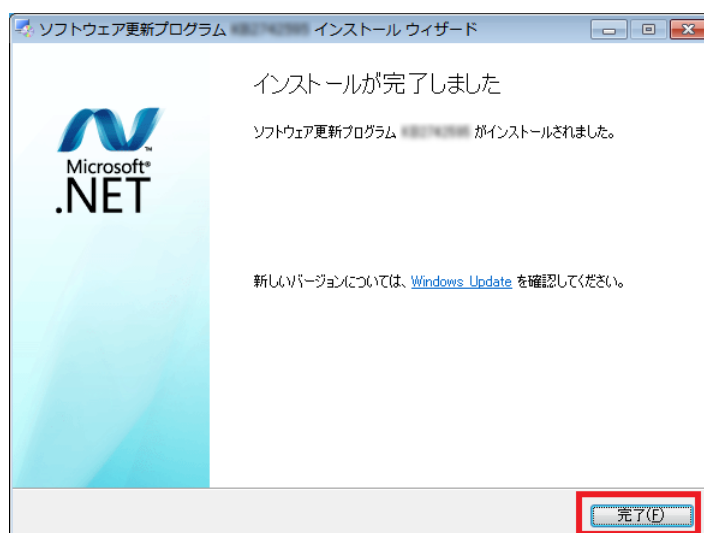 ソフトウェア更新プログラム インストール ウィザード
インストールが完了しました
ソフトウェア更新プログラム がインストールされました。
Microsoft®
.NET™
新しいバージョンについては、Windows Update を確認してください。
完了(F)